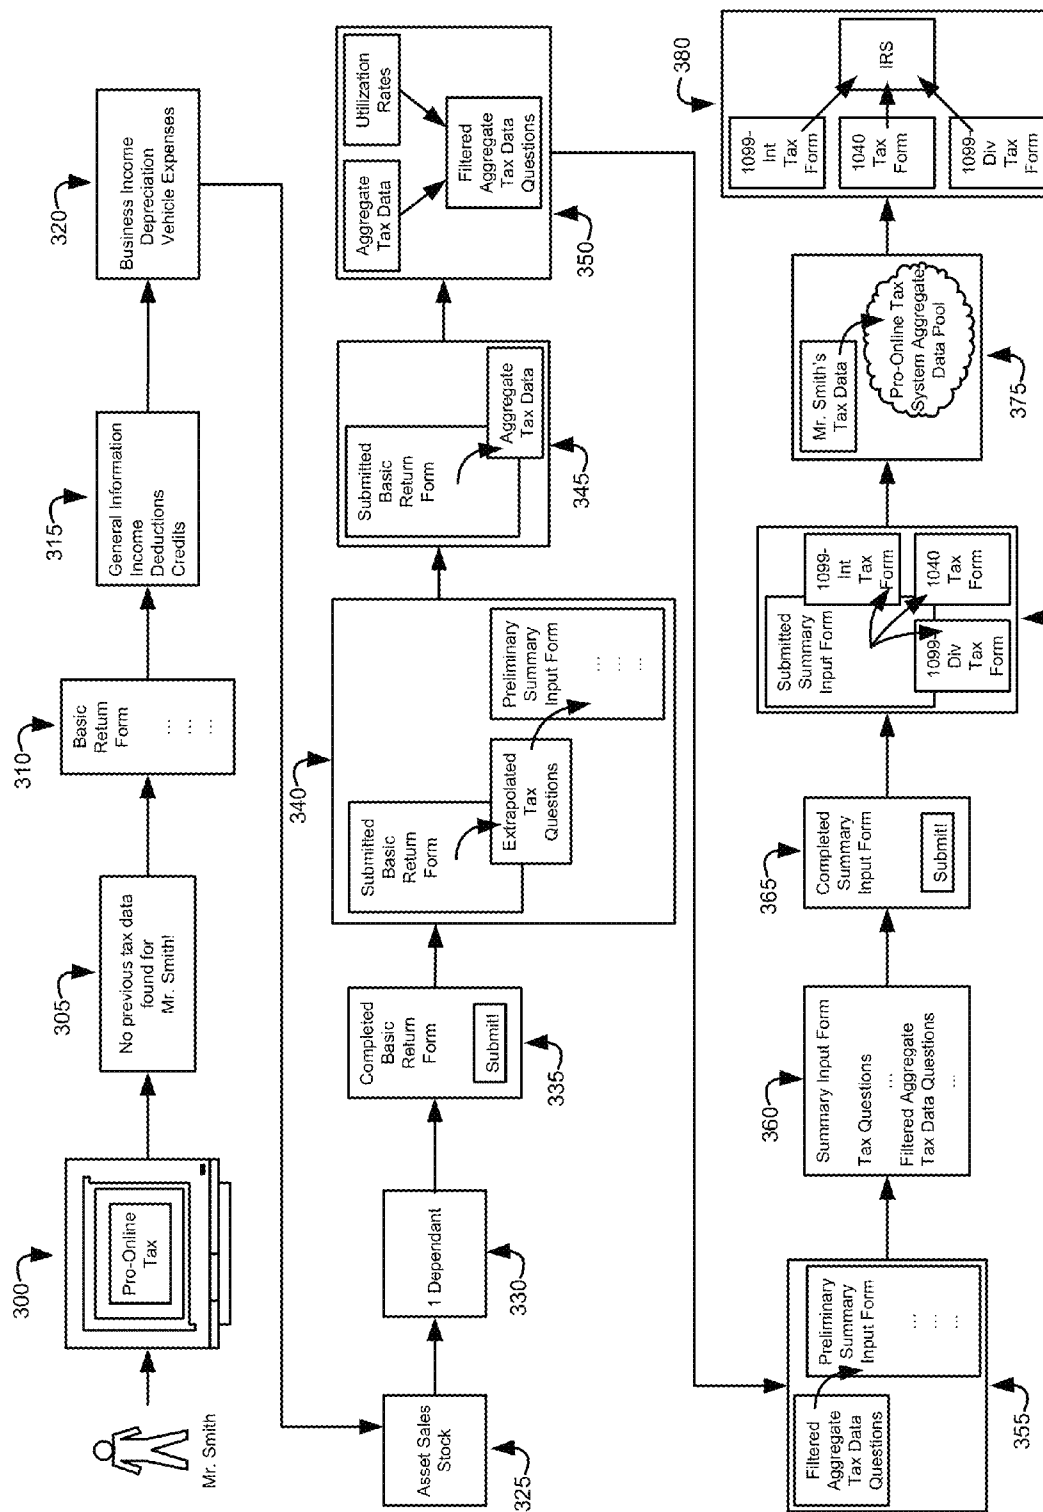 Mr. Smith
300
Pro-Online
Tax
305
No previous tax data
found for
Mr. Smith!
310
Basic
Return
Form
...
...
...
315
General Information
Income
Deductions
Credits
320
Business Income
Depreciation
Vehicle Expenses
Asset Sales
Stock
325
1 Dependant
330
Completed
Basic
Return
Form
Submit!
335
340
Submitted
Basic
Return
Form
Extrapolated
Tax
Questions
Preliminary
Summary
Input Form
...
...
...
Submitted
Basic
Return
Form
Aggregate
Tax Data
345
Aggregate
Tax Data
Utilization
Rates
Filtered
Aggregate
Tax Data
Questions
350
Filtered
Aggregate
Tax Data
Questions
Preliminary
Summary
Input Form
...
...
...
355
360
Summary Input Form
Tax Questions
...
Filtered Aggregate
Tax Data Questions
...
365
Completed
Summary
Input Form
Submit!
Submitted
Summary
Input Form
1099-
Int
Tax
Form
1040
Tax
Form
1099-
Div
Tax
Form
Mr. Smith's
Tax Data
Pro-Online Tax
System Aggregate
Data Pool
375
380
1099-
Int
Tax
Form
1040
Tax
Form
1099-
Div
Tax
Form
IRS